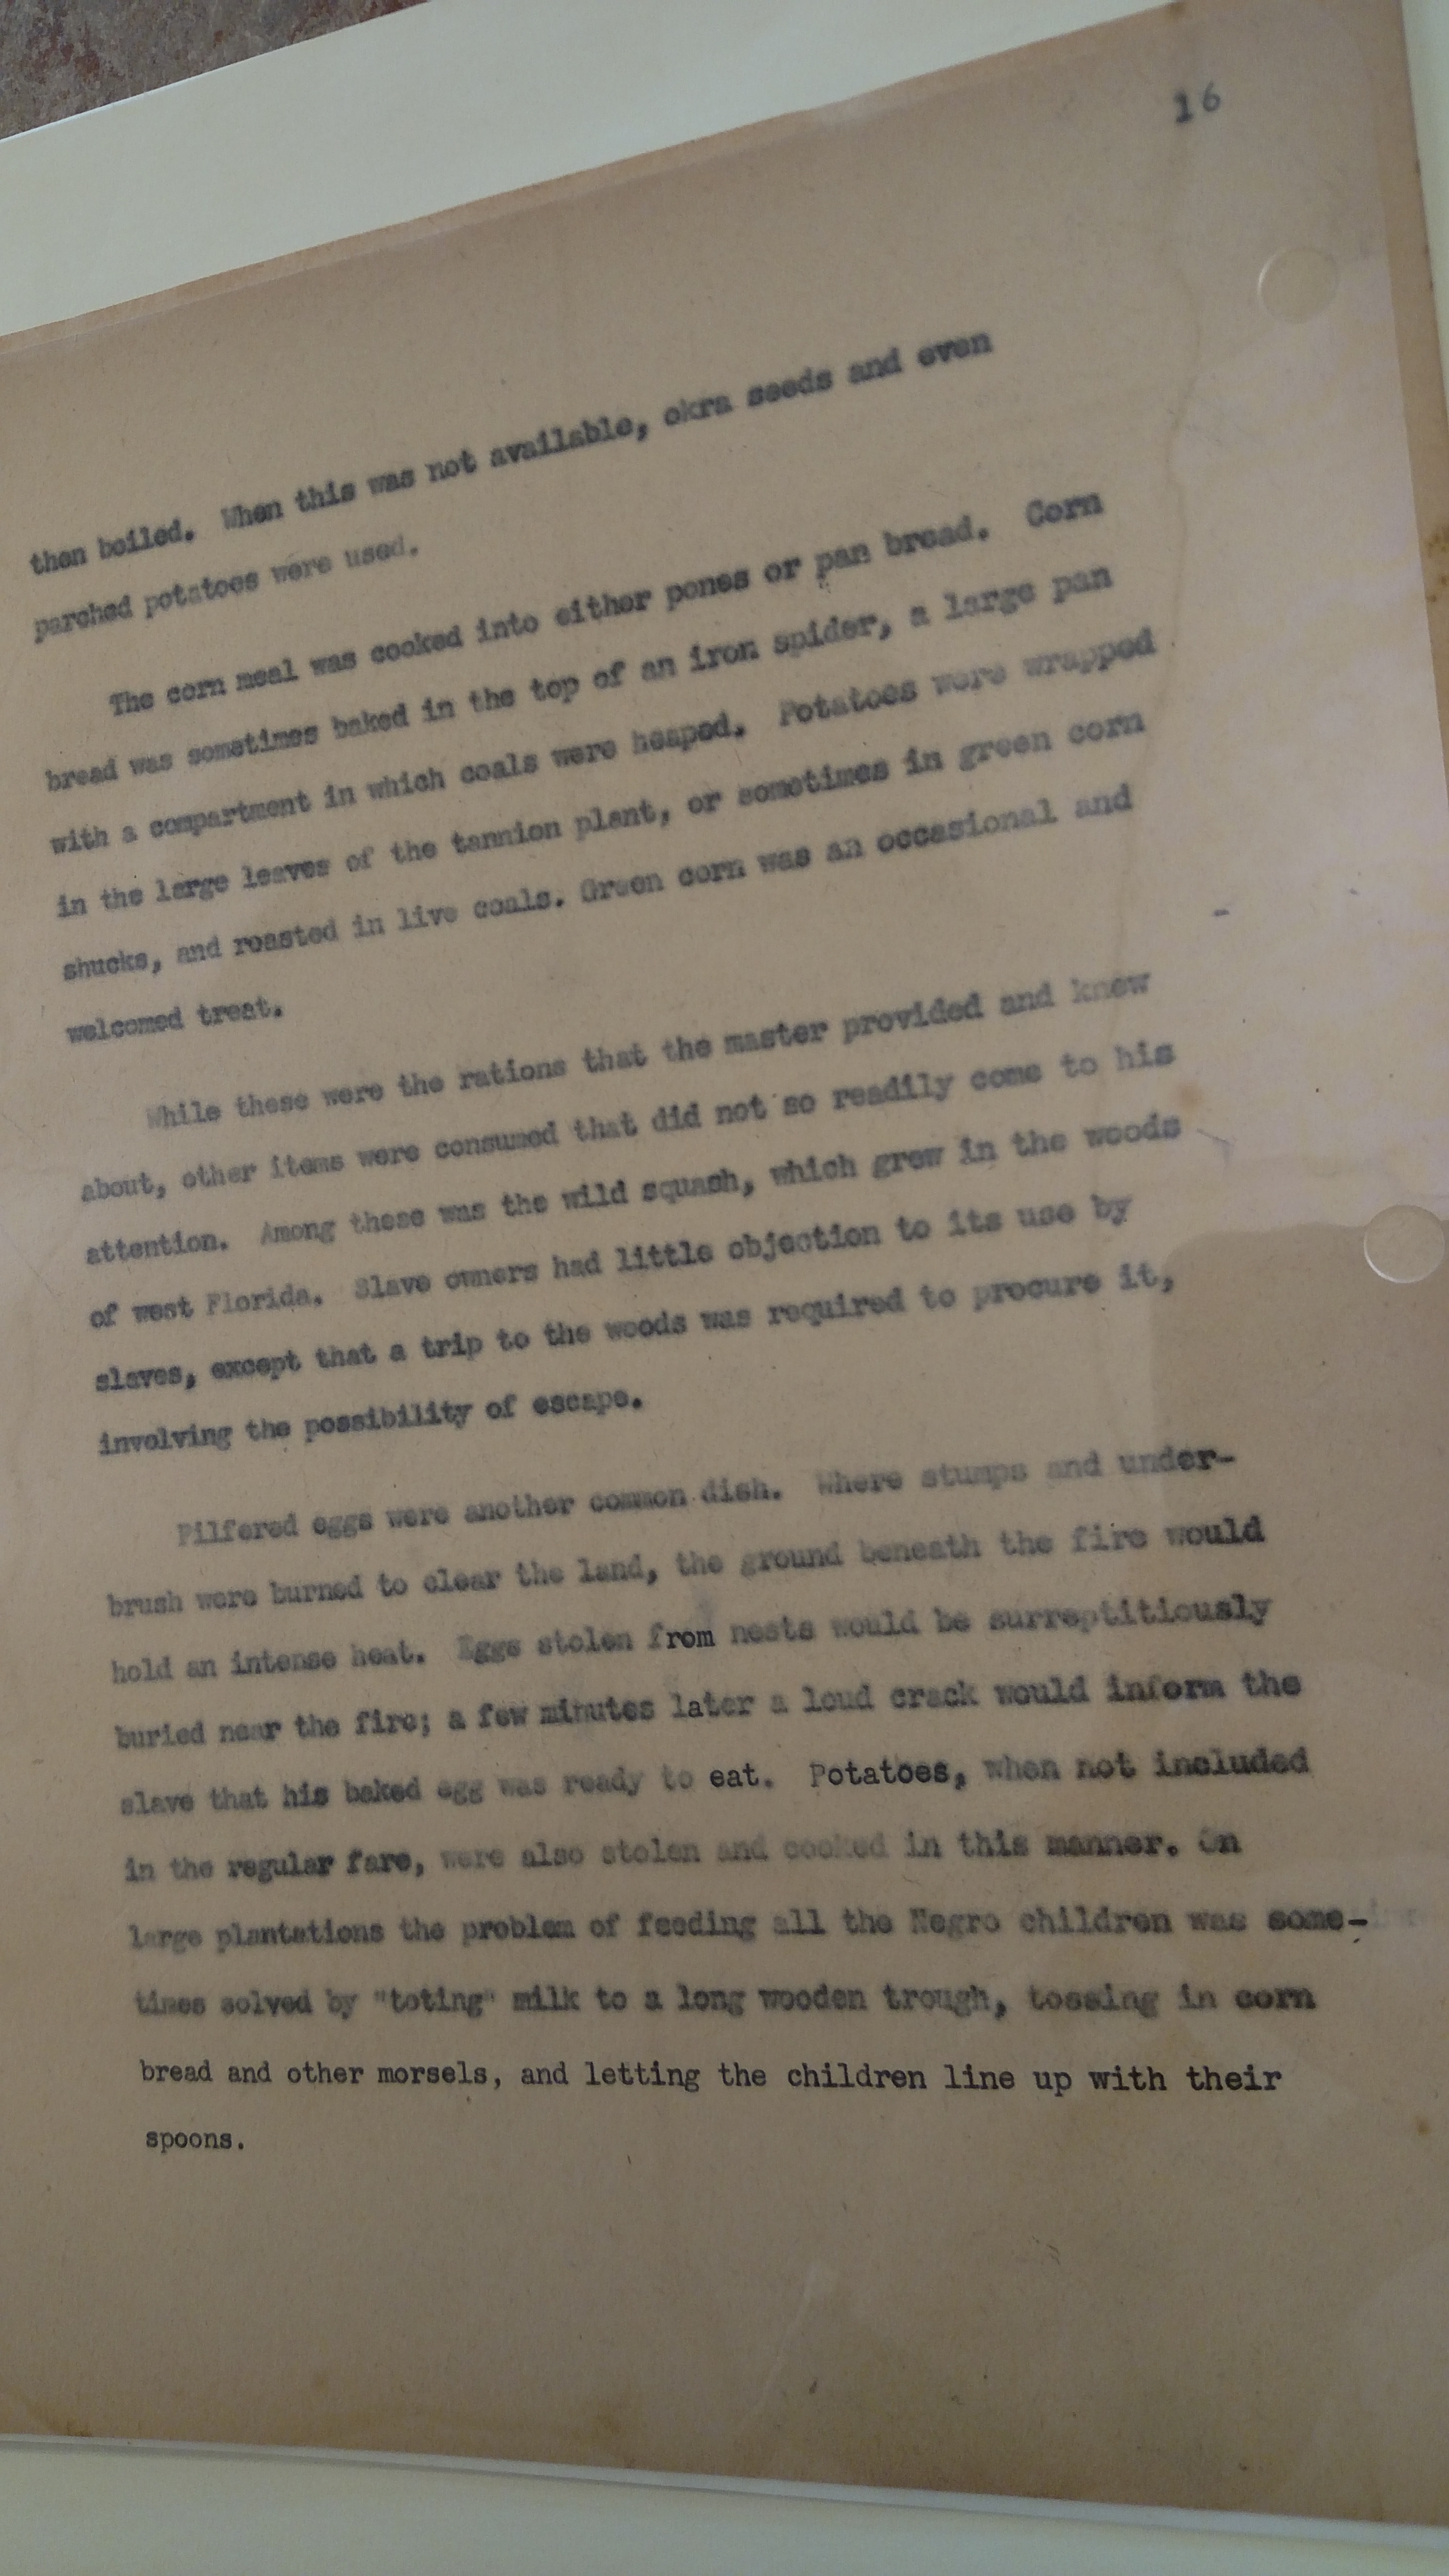 16
then boiled. When this was not available, okra seeds and even
parched potatoes were used.
The corn meal was cooked into either pones or pan bread. Corn
bread was sometimes baked in the top of an iron spider, a large pan
with a compartment in which coals were heaped. Potatoes were wrapped
in the large leaves of the tannion plant, or sometimes in green corn
shucks, and roasted in live coals. Green corn was an occasional and
welcomed treat.
While these were the rations that the master provided and knew
about, other items were consumed that did not so readily come to his
attention. Among these was the wild squash, which grew in the woods
of west Florida. Slave owners had little objection to its use by
slaves, except that a trip to the woods was required to procure it,
involving the possibility of escape.
Pilfered eggs were another common dish. Where stumps and under-
brush were burned to clear the land, the ground beneath the fire would
hold an intense heat. Eggs stolen from nests would be surreptitiously
buried near the fire; a few minutes later a loud crack would inform the
slave that his baked egg was ready to eat. Potatoes, when not included
in the regular fare, were also stolen and cooked in this manner. On
large plantations the problem of feeding all the Negro children was some-
times solved by "toting" milk to a long wooden trough, tossing in corn
bread and other morsels, and letting the children line up with their
spoons.